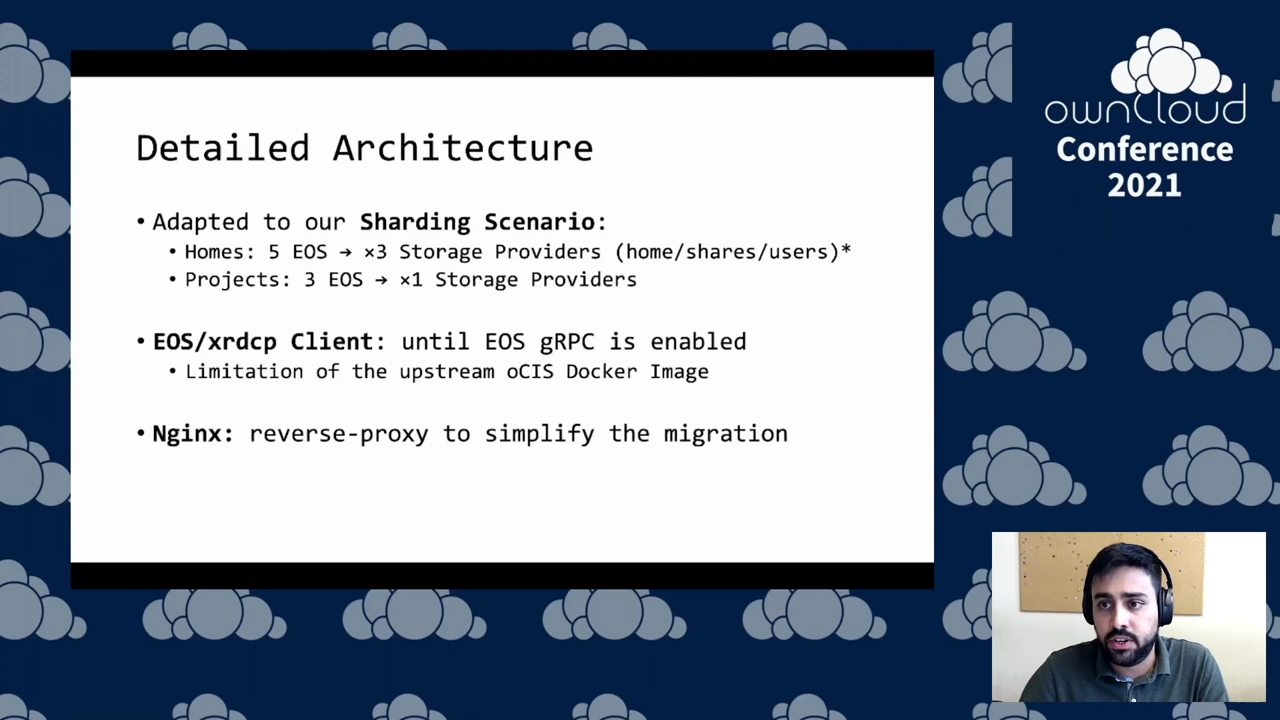 Detailed Architecture
• Adapted to our Sharding Scenario:
• Homes: 5 EOS → ×3 Storage Providers (home/shares/users)*
• Projects: 3 EOS → ×1 Storage Providers
• EOS/xrdcp Client: until EOS gRPC is enabled
• Limitation of the upstream oCIS Docker Image
• Nginx: reverse-proxy to simplify the migration
ownCloud
Conference
2021